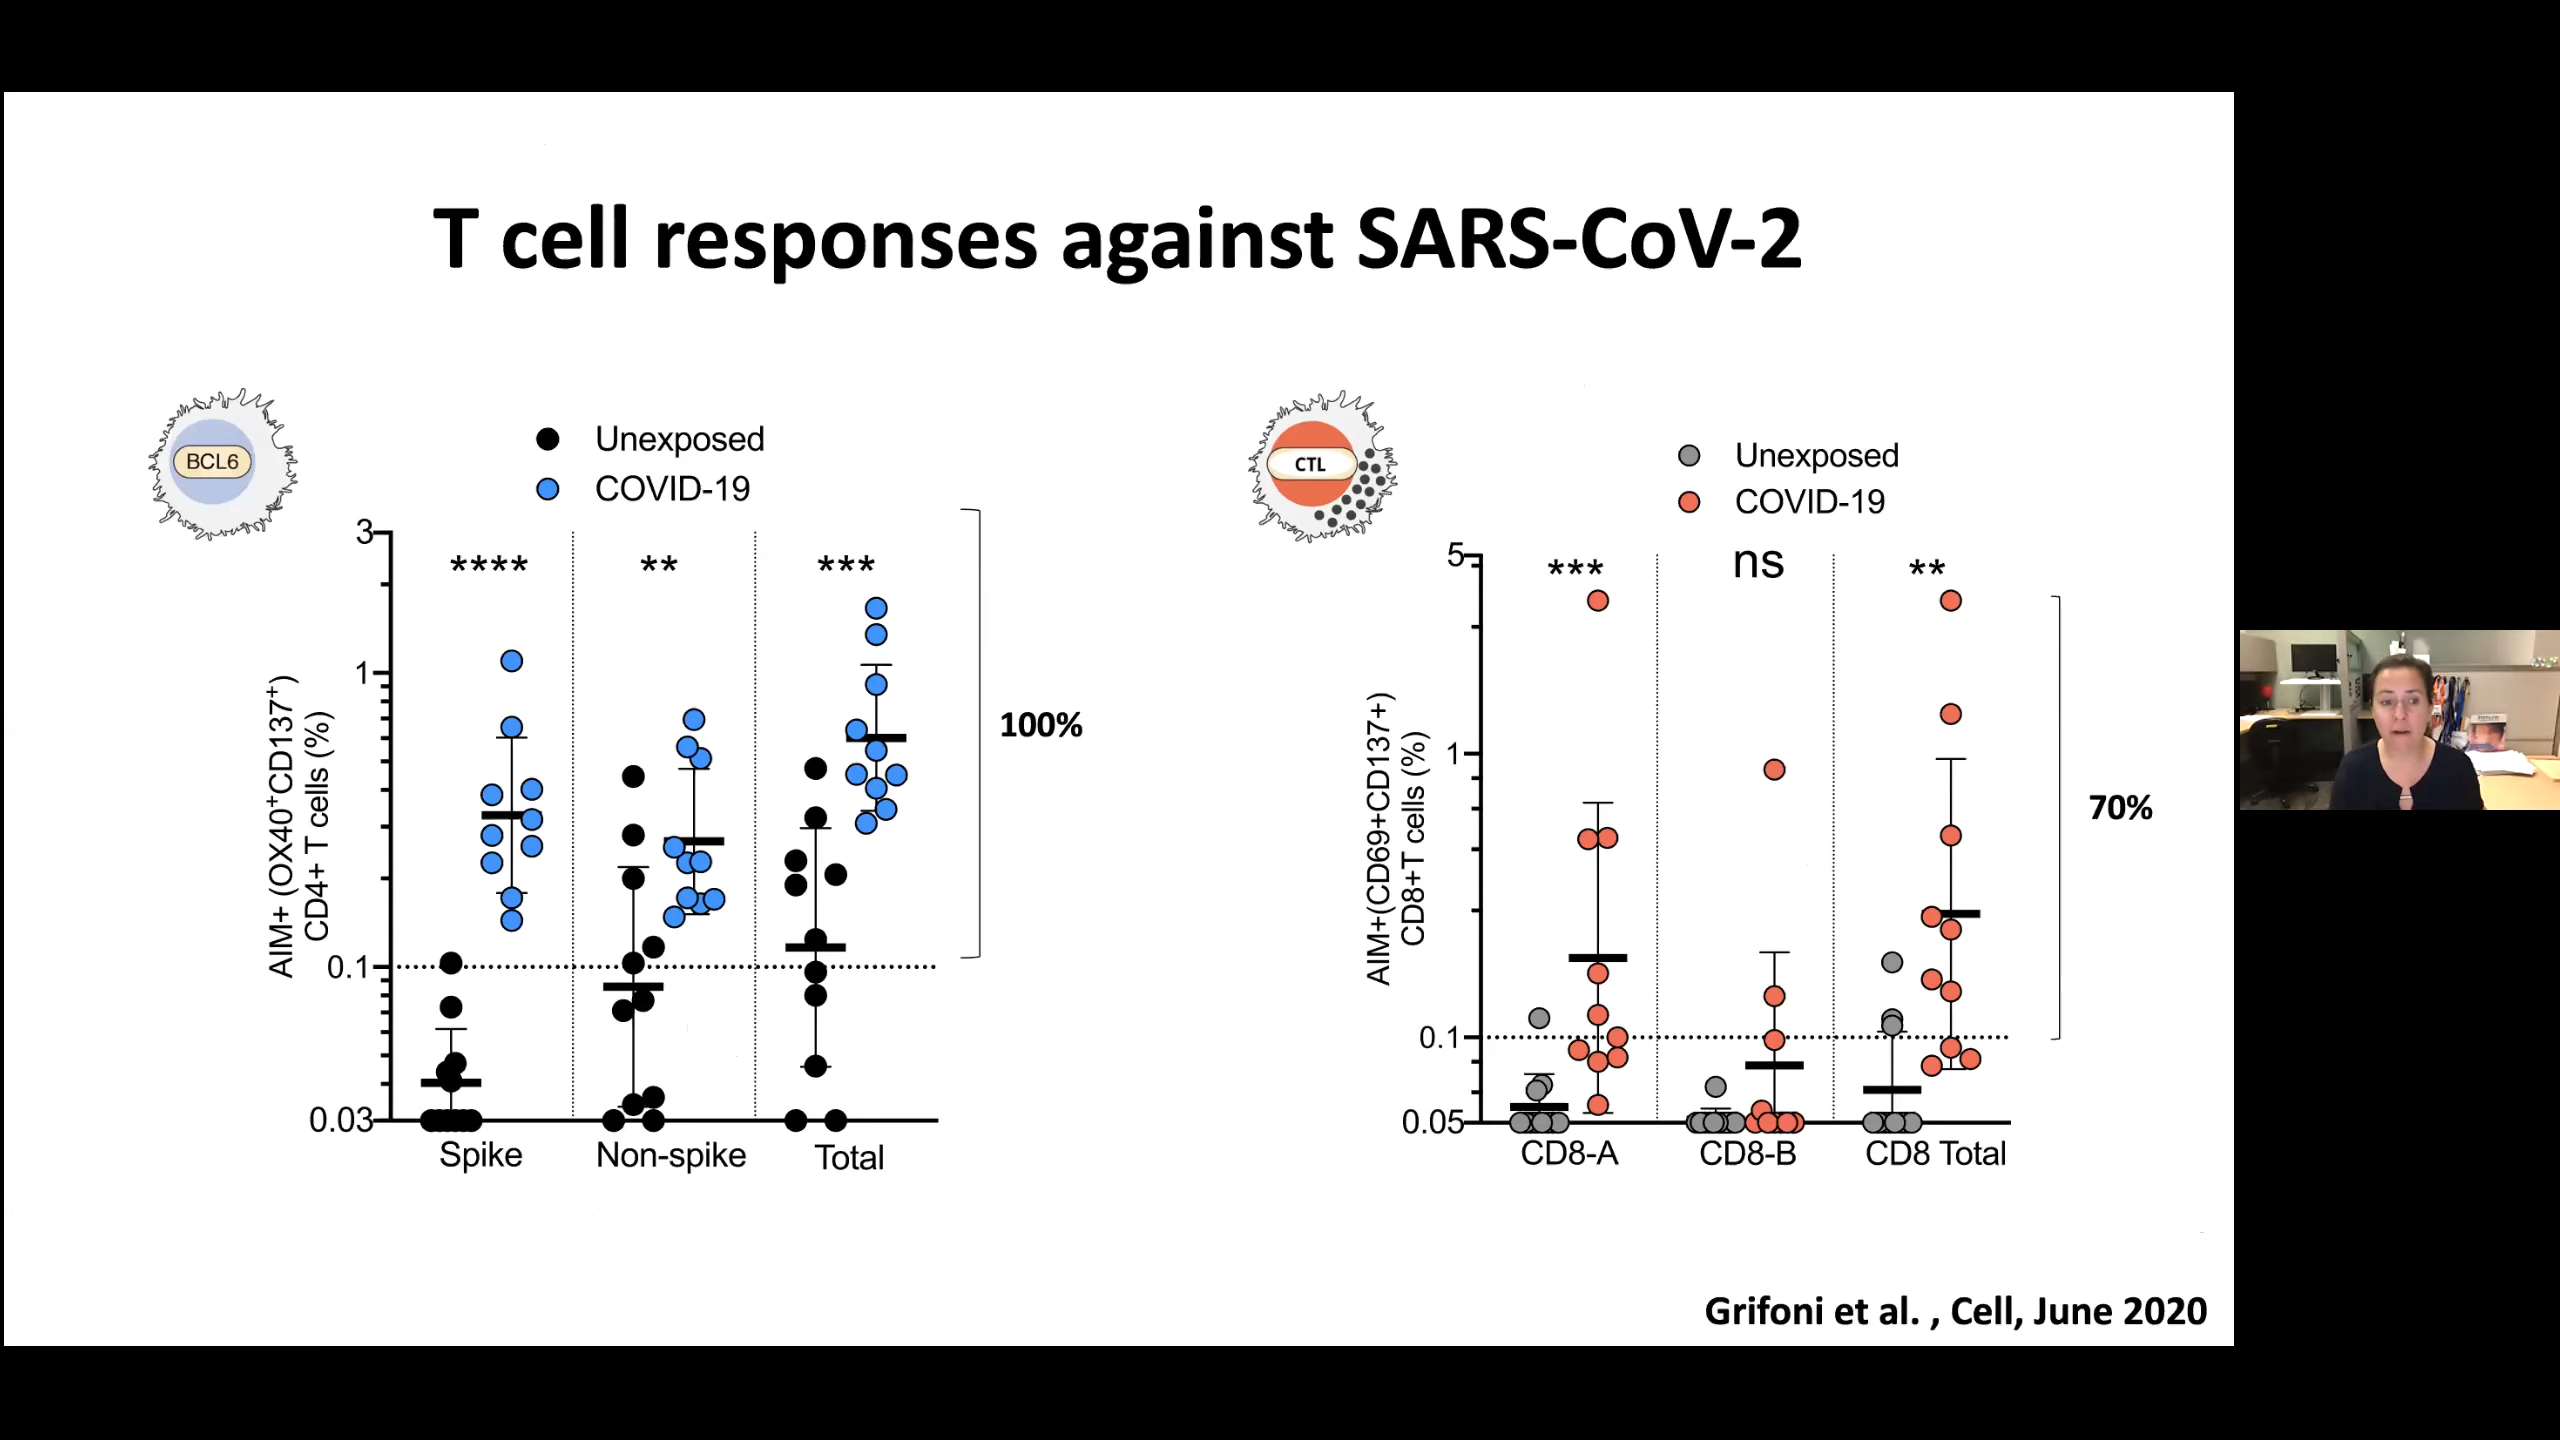 T cell responses against SARS-CoV-2
BCL6
Unexposed
COVID-19
3
1
0.1
0.03
AIM+ (OX40+CD137+)
CD4+ T cells (%)
****
**
***
Spike
Non-spike
Total
100%
CTL
Unexposed
COVID-19
5
1
0.1
0.05
AIM+(CD69+CD137+)
CD8+T cells (%)
***
ns
**
CD8-A
CD8-B
CD8 Total
70%
Grifoni et al. , Cell, June 2020